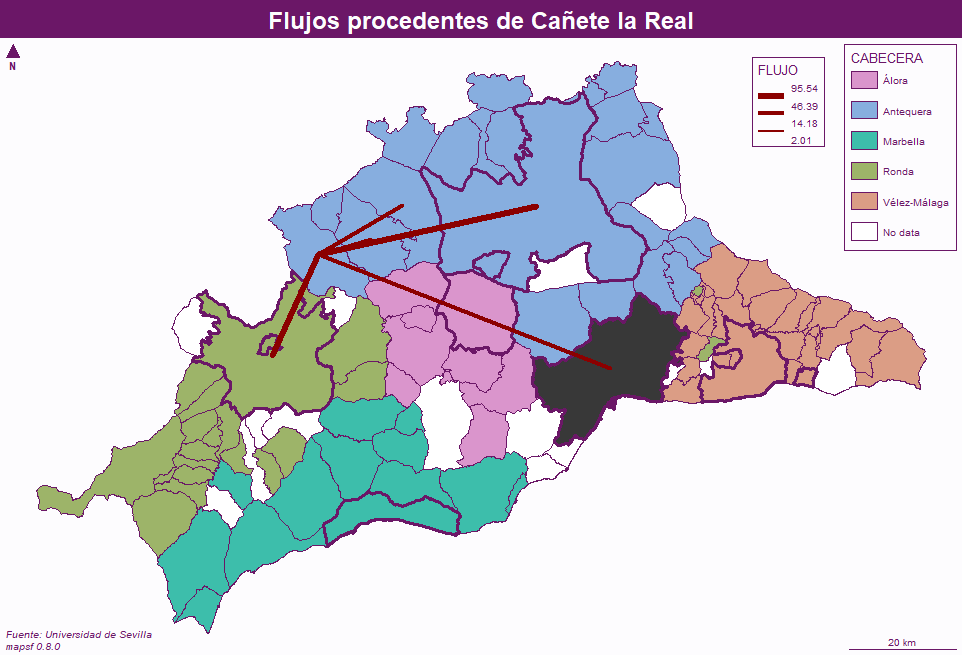 Flujos procedentes de Cañete la Real
N
FLUJO
95.54
46.39
14.18
2.01
CABECERA
Álora
Antequera
Marbella
Ronda
Vélez-Málaga
No data
Fuente: Universidad de Sevilla
mapsf 0.8.0
20 km